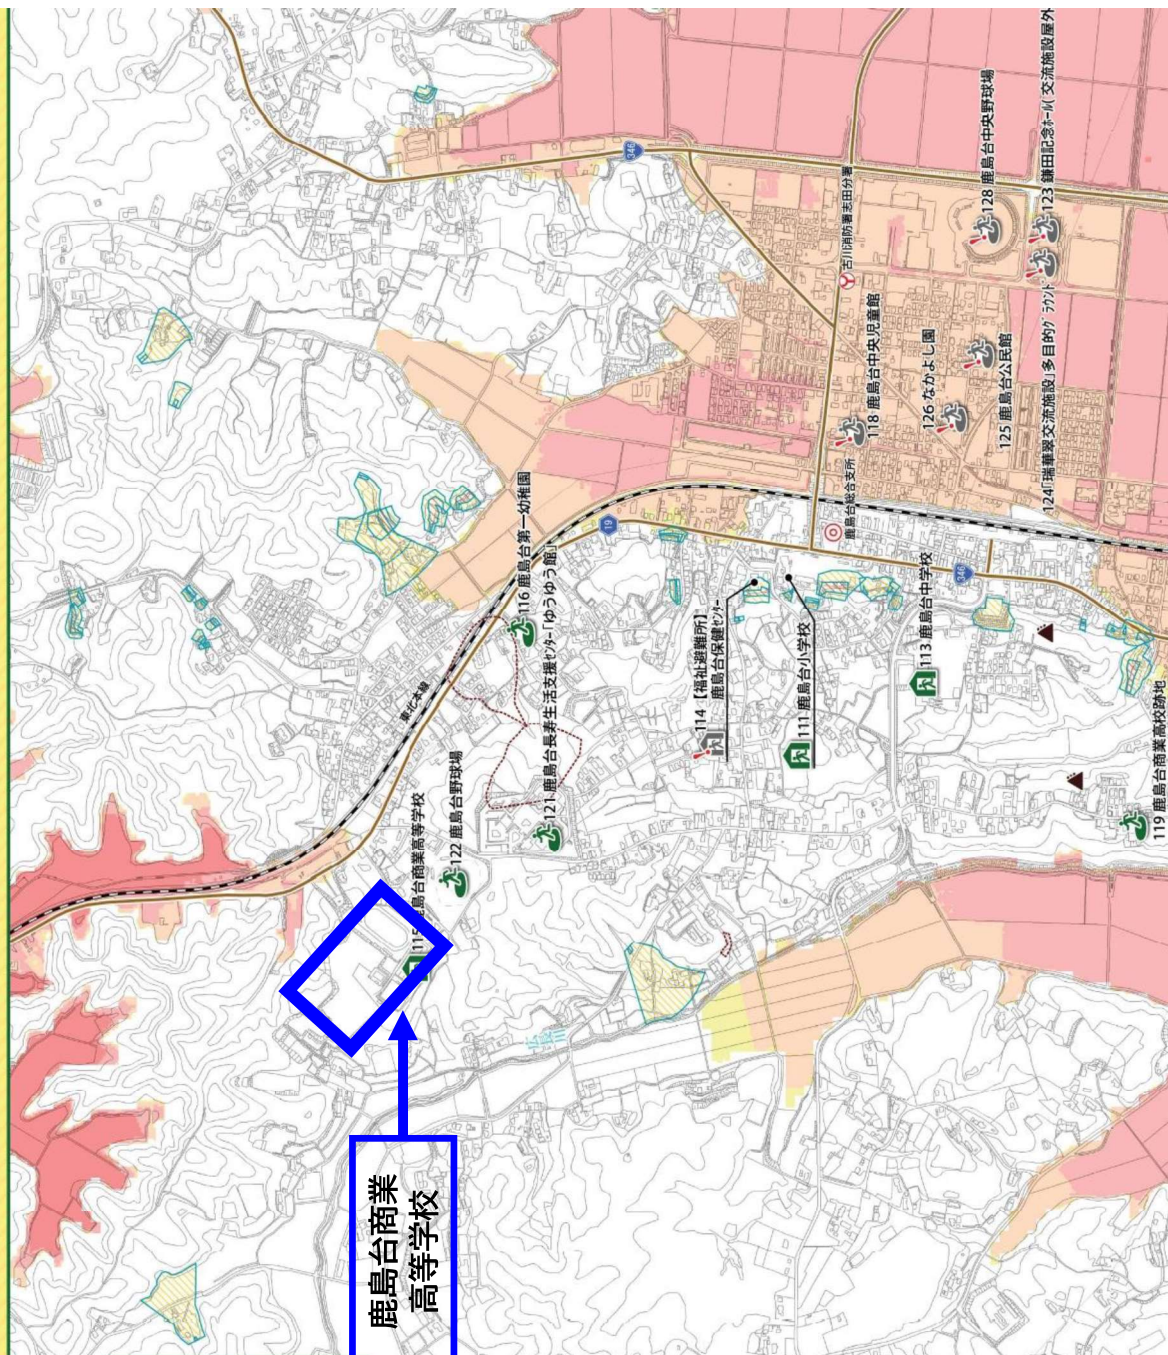 鹿島台商業
高等学校
115 鹿島台商業高等学校
122 鹿島台野球場
東北本線
116 鹿島台第一幼稚園
121 鹿島台長寿生活支援センター「ゆうゆう館」
19
346
古川消防署志田分署
128 鹿島台中央野球場
123 鎌田記念ホール(交流施設屋外
124「瑞華翠交流施設」多目的グラウンド
118 鹿島台中央児童館
126 なかよし園
125 鹿島台公民館
鹿島台総合支所
114【福祉避難所】
鹿島台保健センター
111 鹿島台小学校
113 鹿島台中学校
346
119 鹿島台商業高校跡地